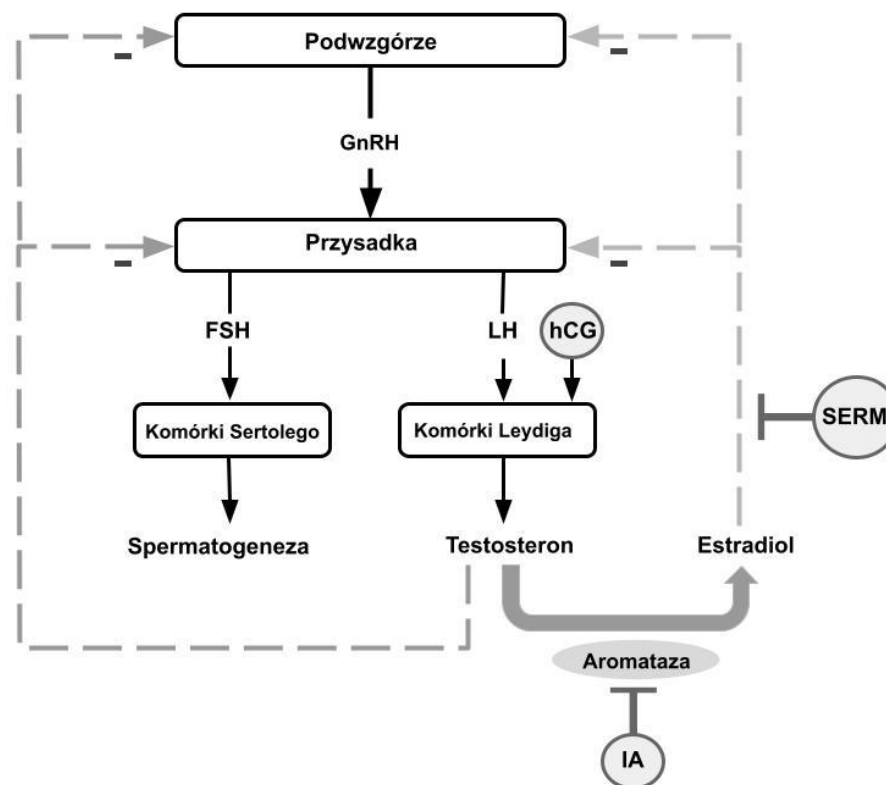 Podwzgórze
GnRH
Przysadka
FSH
LH
hCG
Komórki Sertolego
Komórki Leydiga
SERM
Spermatogeneza
Testosteron
Estradiol
Aromataza
IA